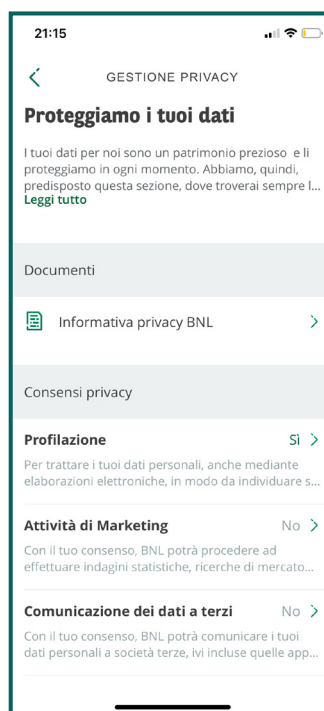 21:15
GESTIONE PRIVACY
Proteggiamo i tuoi dati
I tuoi dati per noi sono un patrimonio prezioso e li
proteggiamo in ogni momento. Abbiamo, quindi,
predisposto questa sezione, dove troverai sempre l...
Leggi tutto
Documenti
Informativa privacy BNL
Consensi privacy
Profilazione Sì
Per trattare i tuoi dati personali, anche mediante
elaborazioni elettroniche, in modo da individuare s...
Attività di Marketing No
Con il tuo consenso, BNL potrà procedere ad
effettuare indagini statistiche, ricerche di mercato...
Comunicazione dei dati a terzi No
Con il tuo consenso, BNL potrà comunicare i tuoi
dati personali a società terze, ivi incluse quelle app...